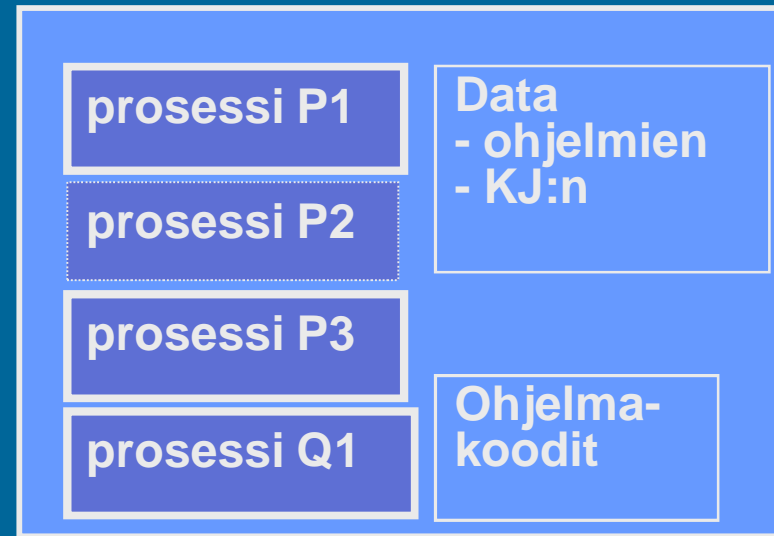 prosessi P1
prosessi P2
prosessi P3
prosessi Q1
Data
- ohjelmien
- KJ:n
Ohjelma-
koodit